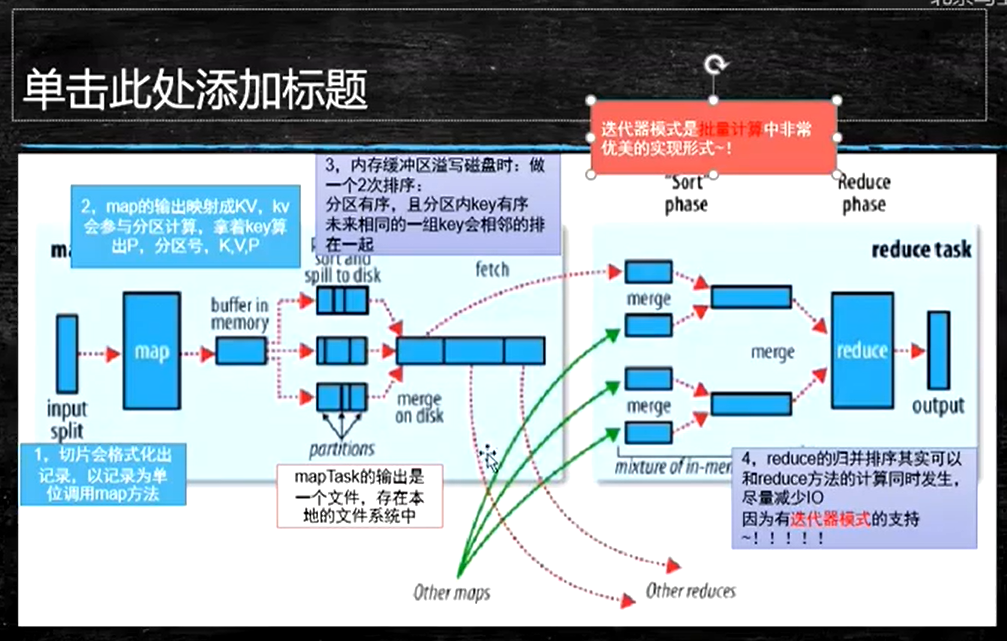 单击此处添加标题
迭代器模式是批量计算中非常
优美的实现形式~!
2，map的输出映射成KV，kv
会参与分区计算，拿着key算
出P，分区号，K,V,P
3，内存缓冲区溢写磁盘时：做
一个2次排序：
分区有序，且分区内key有序
未来相同的一组key会相邻的排
在一起
"Sort"
phase
Reduce
phase
reduce task
sort and
spill to disk
fetch
buffer in
memory
map
merge
merge
merge
reduce
input
split
merge
on disk
output
partitions
1，切片会格式化出
记录，以记录为单
位调用map方法
mapTask的输出是
一个文件，存在本
地的文件系统中
mixture of in-mem
4，reduce的归并排序其实可以
和reduce方法的计算同时发生，
尽量减少IO
因为有迭代器模式的支持
~！！！！！
Other maps
Other reduces